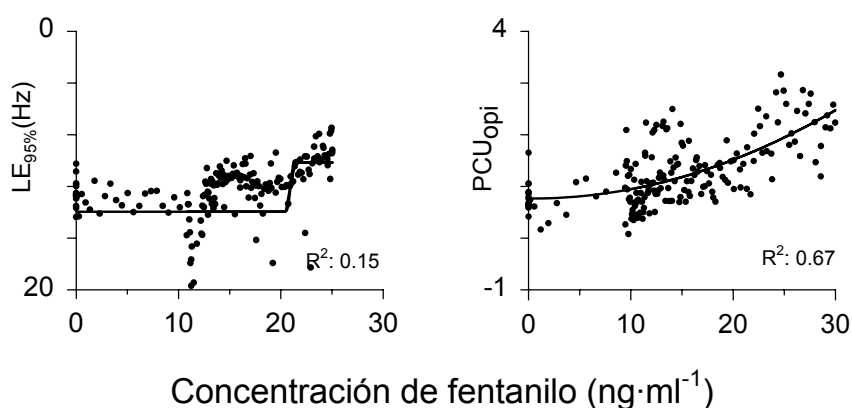 0
20
LE95%(Hz)
R2: 0.15
0
10
20
30
4
-1
PCUopi
R2: 0.67
0
10
20
30
Concentración de fentanilo (ng·ml-1)